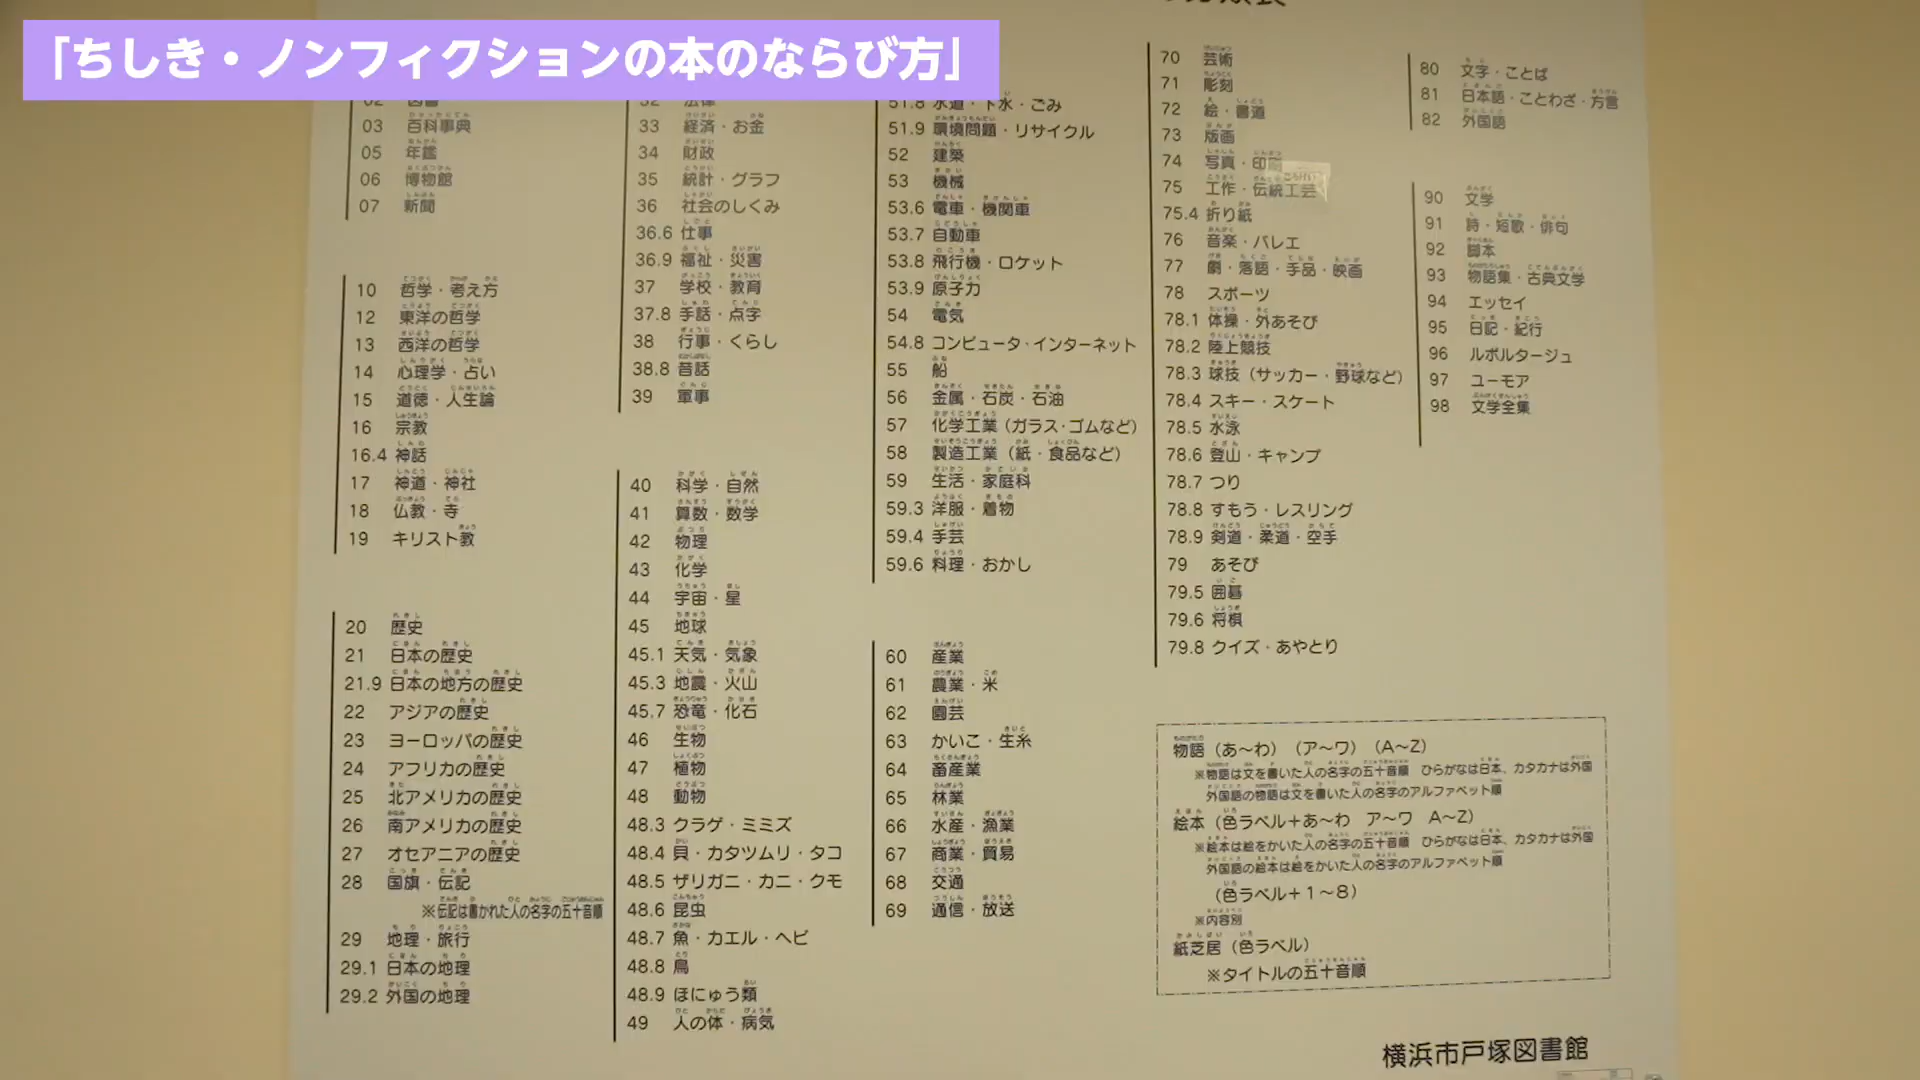 「ちしき・ノンフィクションの本のならび方」
03 百科事典
05 年鑑
06 博物館
07 新聞
10 哲学・考え方
12 東洋の哲学
13 西洋の哲学
14 心理学・占い
15 道徳・人生論
16 宗教
16.4 神話
17 神道・神社
18 仏教・寺
19 キリスト教
20 歴史
21 日本の歴史
21.9 日本の地方の歴史
22 アジアの歴史
23 ヨーロッパの歴史
24 アフリカの歴史
25 北アメリカの歴史
26 南アメリカの歴史
27 オセアニアの歴史
28 国旗・伝記
※伝記は書かれた人の名字の五十音順
29 地理・旅行
29.1 日本の地理
29.2 外国の地理
32 法律
33 経済・お金
34 財政
35 統計・グラフ
36 社会のしくみ
36.6 仕事
36.9 福祉・災害
37 学校・教育
37.8 手話・点字
38 行事・くらし
38.8 昔話
39 軍事
40 科学・自然
41 算数・数学
42 物理
43 化学
44 宇宙・星
45 地球
45.1 天気・気象
45.3 地震・火山
45.7 恐竜・化石
46 生物
47 植物
48 動物
48.3 クラゲ・ミミズ
48.4 貝・カタツムリ・タコ
48.5 ザリガニ・カニ・クモ
48.6 昆虫
48.7 魚・カエル・ヘビ
48.8 鳥
48.9 ほにゅう類
49 人の体・病気
51.8 水道・下水・ごみ
51.9 環境問題・リサイクル
52 建築
53 機械
53.6 電車・機関車
53.7 自動車
53.8 飛行機・ロケット
53.9 原子力
54 電気
54.8 コンピュータ・インターネット
55 船
56 金属・石炭・石油
57 化学工業（ガラス・ゴムなど）
58 製造工業（紙・食品など）
59 生活・家庭科
59.3 洋服・着物
59.4 手芸
59.6 料理・おかし
60 産業
61 農業・米
62 園芸
63 かいこ・生糸
64 畜産業
65 林業
66 水産・漁業
67 商業・貿易
68 交通
69 通信・放送
70 芸術
71 彫刻
72 絵・書道
73 版画
74 写真・印刷
75 工作・伝統工芸
75.4 折り紙
76 音楽・バレエ
77 劇・落語・手品・映画
78 スポーツ
78.1 体操・外あそび
78.2 陸上競技
78.3 球技（サッカー・野球など）
78.4 スキー・スケート
78.5 水泳
78.6 登山・キャンプ
78.7 つり
78.8 すもう・レスリング
78.9 剣道・柔道・空手
79 あそび
79.5 囲碁
79.6 将棋
79.8 クイズ・あやとり
80 文字・ことば
81 日本語・ことわざ・方言
82 外国語
90 文学
91 詩・短歌・俳句
92 脚本
93 物語集・古典文学
94 エッセイ
95 日記・紀行
96 ルポルタージュ
97 ユーモア
98 文学全集
物語（あ～わ）（ア～ワ）（A～Z）
※物語は文を書いた人の名字の五十音順 ひらがなは日本、カタカナは外国
外国語の物語は文を書いた人の名字のアルファベット順
絵本（色ラベル＋あ～わ ア～ワ A～Z）
※絵本は絵をかいた人の名字の五十音順 ひらがなは日本、カタカナは外国
外国語の絵本は絵をかいた人の名字のアルファベット順
（色ラベル＋1～8）
※内容別
紙芝居（色ラベル）
※タイトルの五十音順
横浜市戸塚図書館